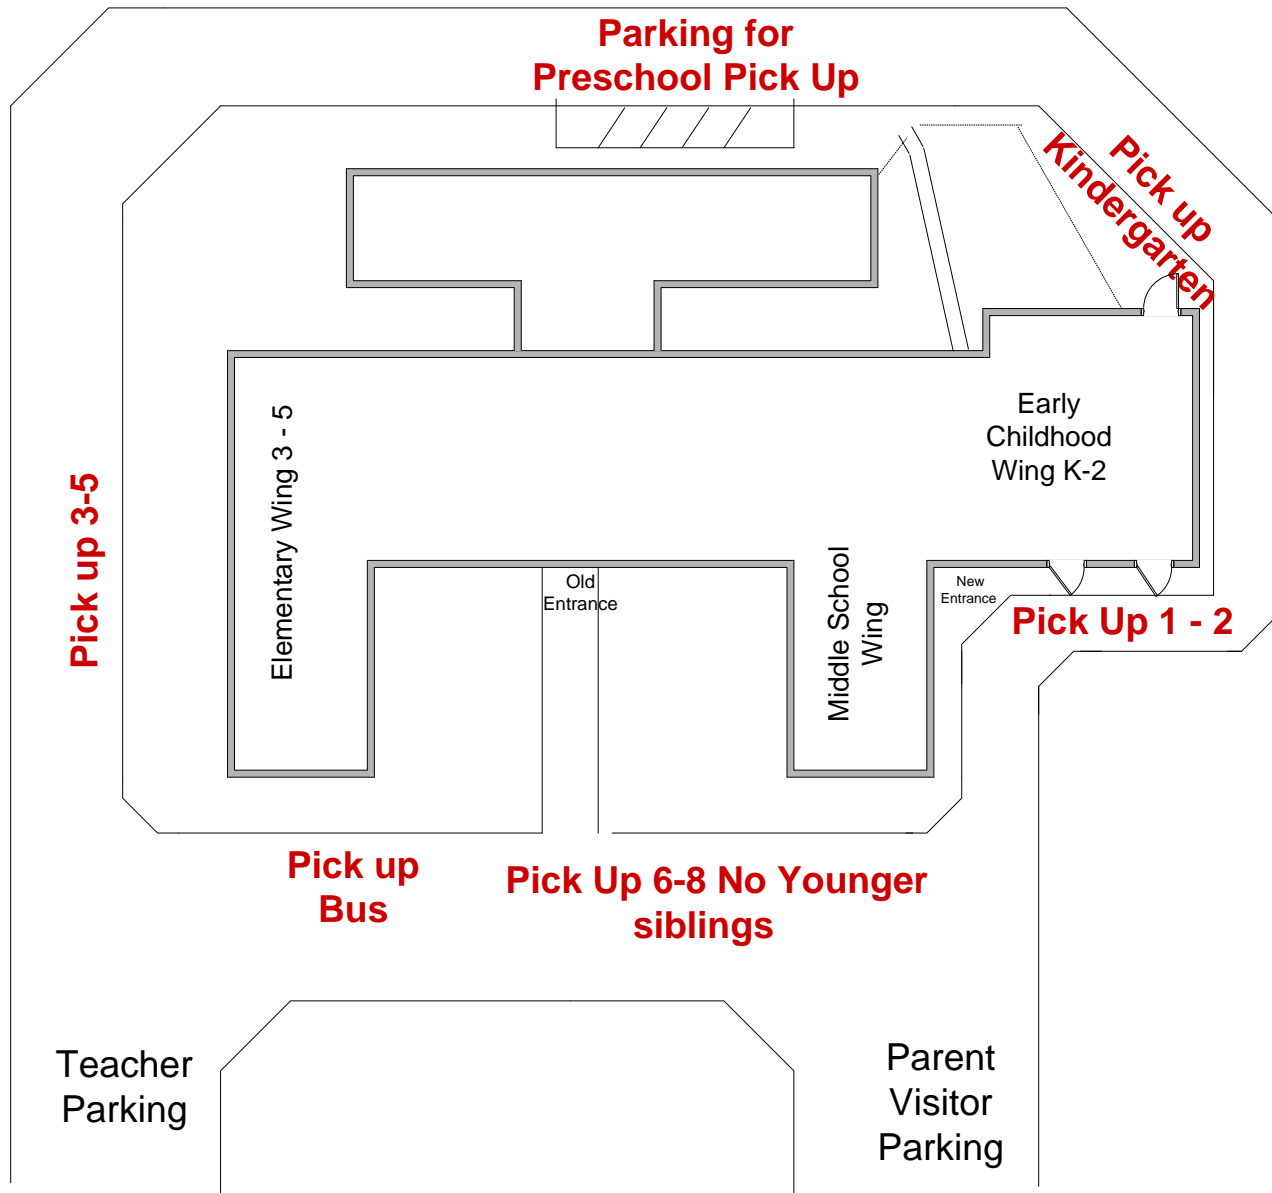 Parking for
Preschool Pick Up
Pick up
Kindergarten
Early
Childhood
Wing K-2
Elementary Wing 3 - 5
Pick up 3-5
Old
Entrance
Middle School
Wing
New
Entrance
Pick Up 1 - 2
Pick up
Bus
Pick Up 6-8 No Younger
siblings
Teacher
Parking
Parent
Visitor
Parking